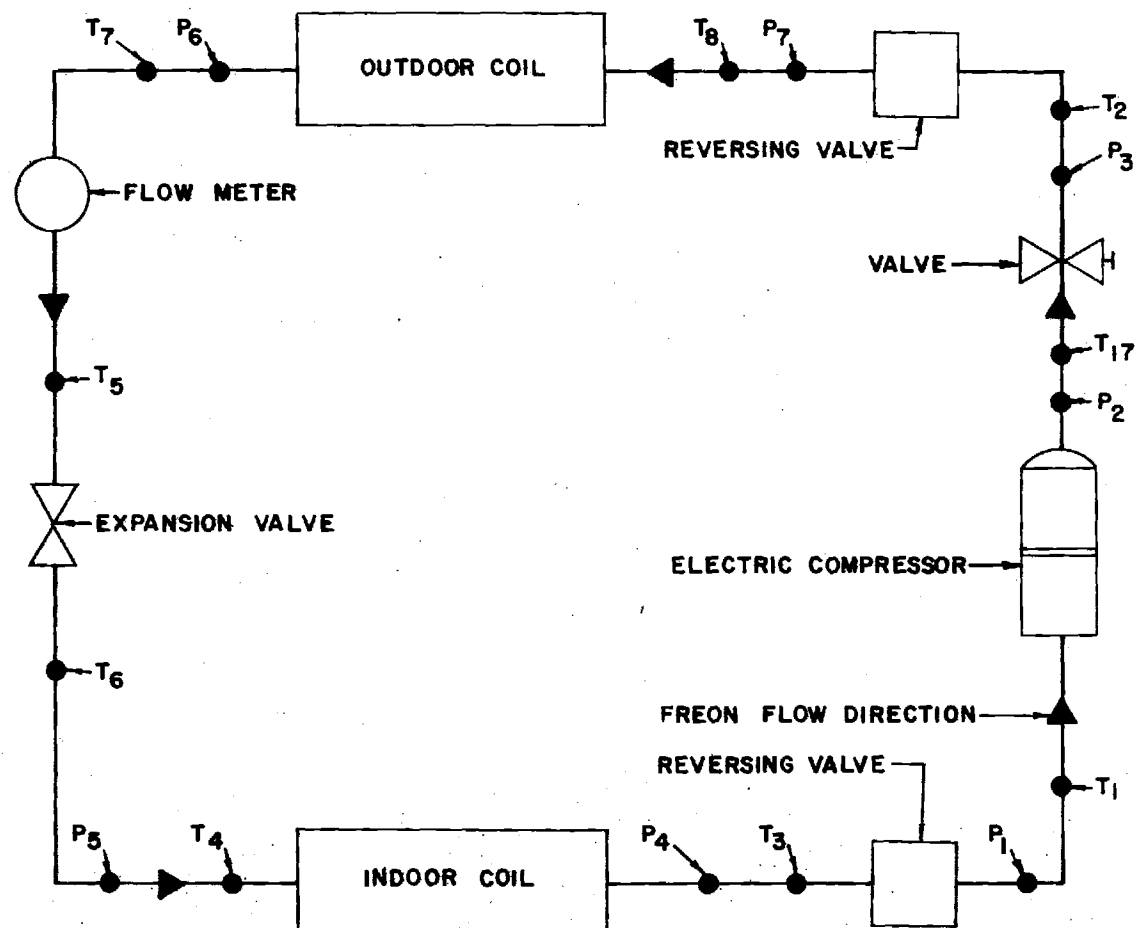 T7 P6 OUTDOOR COIL T8 P7
T2
REVERSING VALVE
P3
FLOW METER
VALVE
T17
T5
P2
EXPANSION VALVE
ELECTRIC COMPRESSOR
T6
FREON FLOW DIRECTION
REVERSING VALVE
T1
P5 T4 INDOOR COIL P4 T3 P1